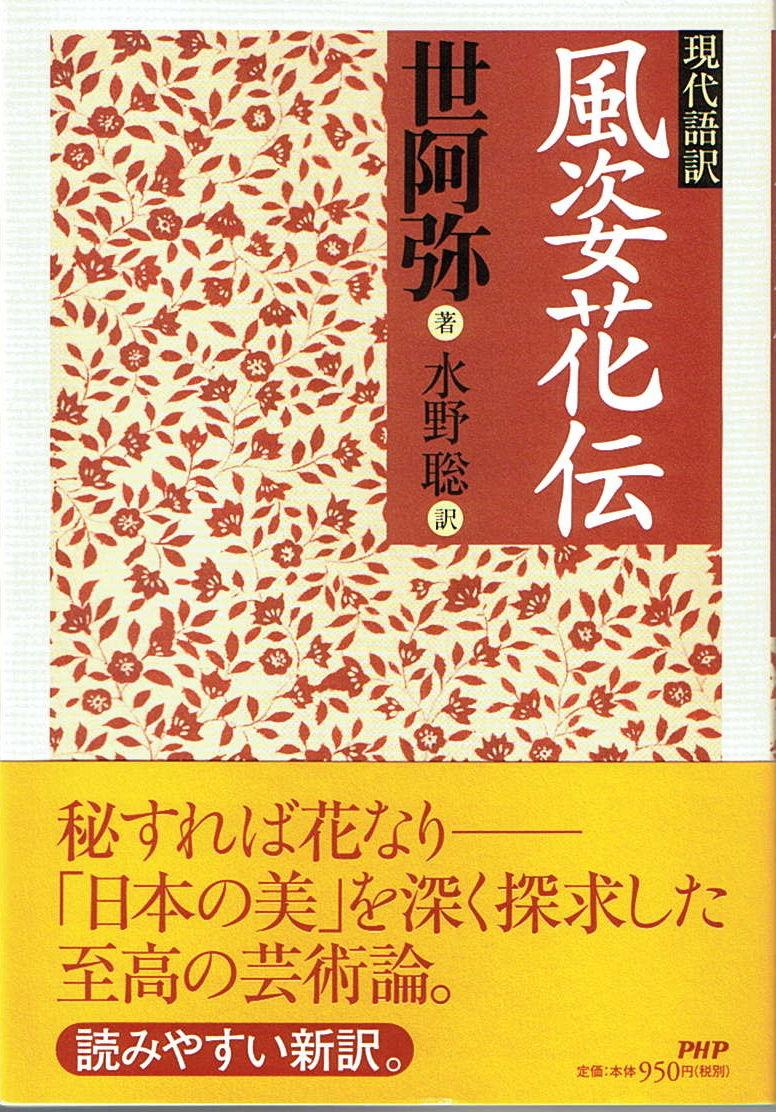 現代語訳
風姿花伝
世阿弥 著
水野聡 訳
秘すれば花なり――
「日本の美」を深く探求した
至高の芸術論。
読みやすい新訳。
PHP
定価:本体950円(税別)